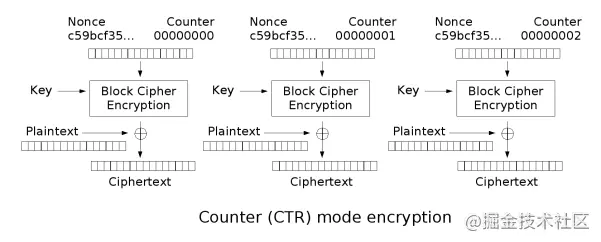 Nonce Counter Nonce Counter Nonce Counter
c59bcf35... 00000000 c59bcf35... 00000001 c59bcf35... 00000002
Key Block Cipher Key Block Cipher Key Block Cipher
Encryption Encryption Encryption
Plaintext Plaintext Plaintext
Ciphertext Ciphertext Ciphertext
Counter (CTR) mode encryption
@掘金技术社区